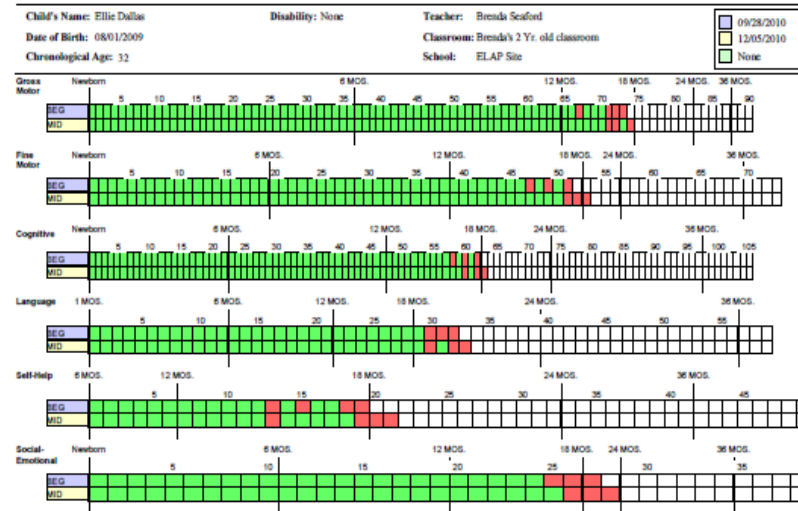 Child's Name: Ellie Dallas Disability: None Teacher: Brenda Seaford 09/28/2010
Date of Birth: 08/01/2009 Classroom: Brenda's 2 Yr. old classroom 12/05/2010
Chronological Age: 32 School: ELAP Site None
Gross Motor Newborn 6 MOS. 12 MOS. 18 MOS. 24 MOS. 36 MOS.
5 10 15 20 25 30 35 40 45 50 55 60 65 70 75 80 85 90
BEG
MID
Fine Motor Newborn 6 MOS. 12 MOS. 18 MOS. 24 MOS. 36 MOS.
5 10 15 20 25 30 35 40 45 50 55 60 65 70
BEG
MID
Cognitive Newborn 6 MOS. 12 MOS. 18 MOS. 24 MOS. 36 MOS.
5 10 15 20 25 30 35 40 45 50 55 60 65 70 75 80 85 90 95 100 105
BEG
MID
Language 1 MOS. 6 MOS. 12 MOS. 18 MOS. 24 MOS. 36 MOS.
5 10 15 20 25 30 35 40 45 50 55
BEG
MID
Self-Help 6 MOS. 12 MOS. 18 MOS. 24 MOS. 36 MOS.
5 10 15 20 25 30 35 40 45
BEG
MID
Social-Emotional Newborn 6 MOS. 12 MOS. 18 MOS. 24 MOS. 36 MOS.
5 10 15 20 25 30 35
BEG
MID